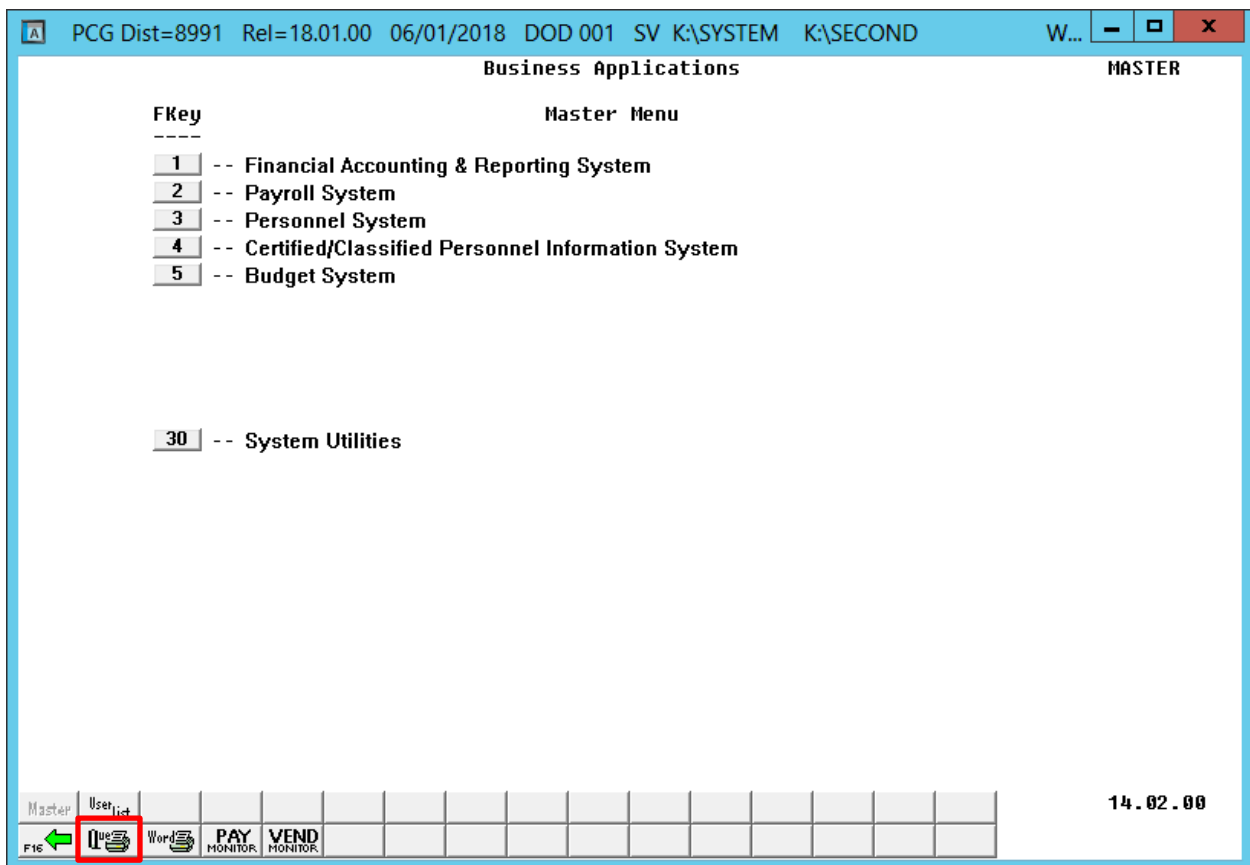 A PCG Dist=8991 Rel=18.01.00 06/01/2018 DOD 001 SV K:\SYSTEM K:\SECOND W...
Business Applications MASTER
FKey Master Menu
----
1 -- Financial Accounting & Reporting System
2 -- Payroll System
3 -- Personnel System
4 -- Certified/Classified Personnel Information System
5 -- Budget System
30 -- System Utilities
Master User list 14.02.00
F16 Que Word PAY MONITOR VEND MONITOR